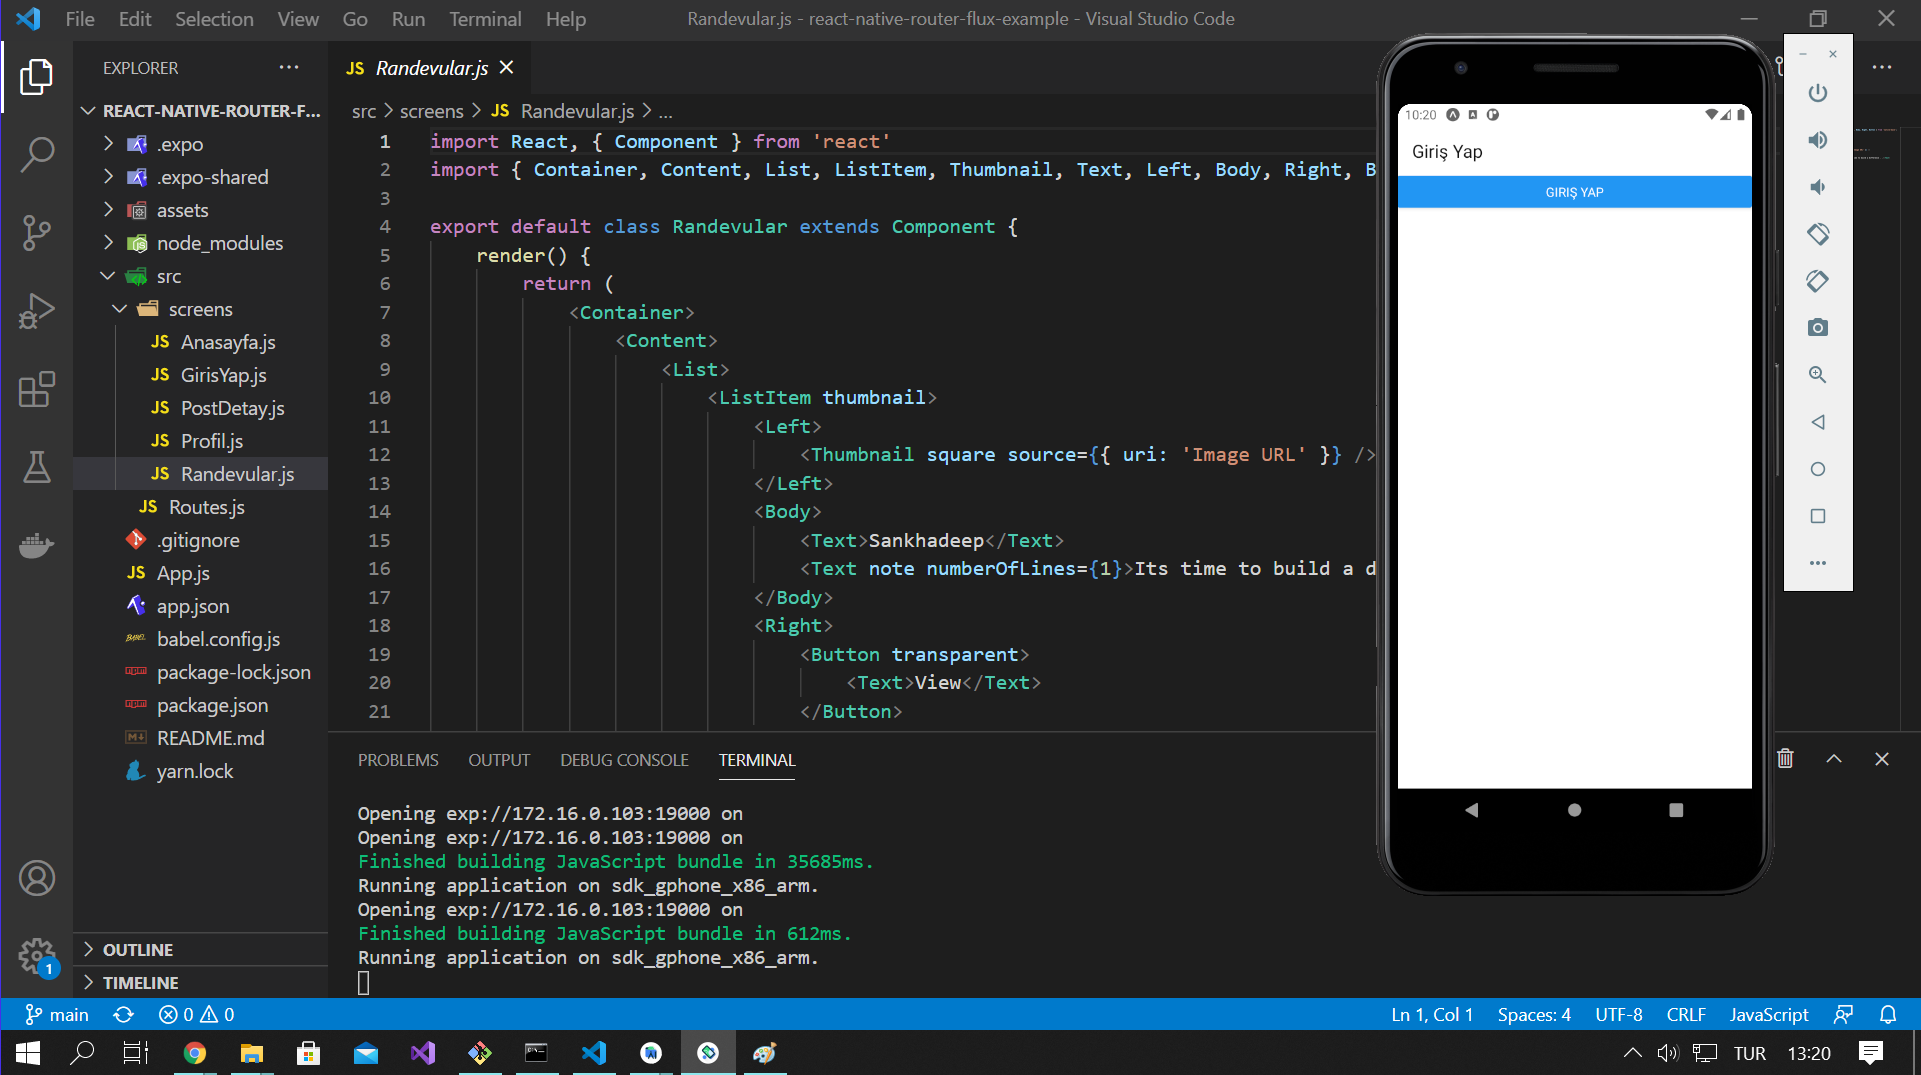 File Edit Selection View Go Run Terminal Help
Randevular.js - react-native-router-flux-example - Visual Studio Code
EXPLORER
REACT-NATIVE-ROUTER-F...
.expo
.expo-shared
assets
node_modules
src
screens
JS Anasayfa.js
JS GirisYap.js
JS PostDetay.js
JS Profil.js
JS Randevular.js
JS Routes.js
.gitignore
JS App.js
app.json
babel.config.js
package-lock.json
package.json
README.md
yarn.lock
OUTLINE
TIMELINE
JS Randevular.js
src > screens > JS Randevular.js > ...
1 import React, { Component } from 'react'
2 import { Container, Content, List, ListItem, Thumbnail, Text, Left, Body, Right, B
3
4 export default class Randevular extends Component {
5 render() {
6 return (
7 <Container>
8 <Content>
9 <List>
10 <ListItem thumbnail>
11 <Left>
12 <Thumbnail square source={{ uri: 'Image URL' }} />
13 </Left>
14 <Body>
15 <Text>Sankhadeep</Text>
16 <Text note numberOfLines={1}>Its time to build a d
17 </Body>
18 <Right>
19 <Button transparent>
20 <Text>View</Text>
21 </Button>
PROBLEMS OUTPUT DEBUG CONSOLE TERMINAL
Opening exp://172.16.0.103:19000 on
Opening exp://172.16.0.103:19000 on
Finished building JavaScript bundle in 35685ms.
Running application on sdk_gphone_x86_arm.
Opening exp://172.16.0.103:19000 on
Finished building JavaScript bundle in 612ms.
Running application on sdk_gphone_x86_arm.
10:20
Giriş Yap
GIRIŞ YAP
1
main 0 0
Ln 1, Col 1 Spaces: 4 UTF-8 CRLF JavaScript
TUR 13:20